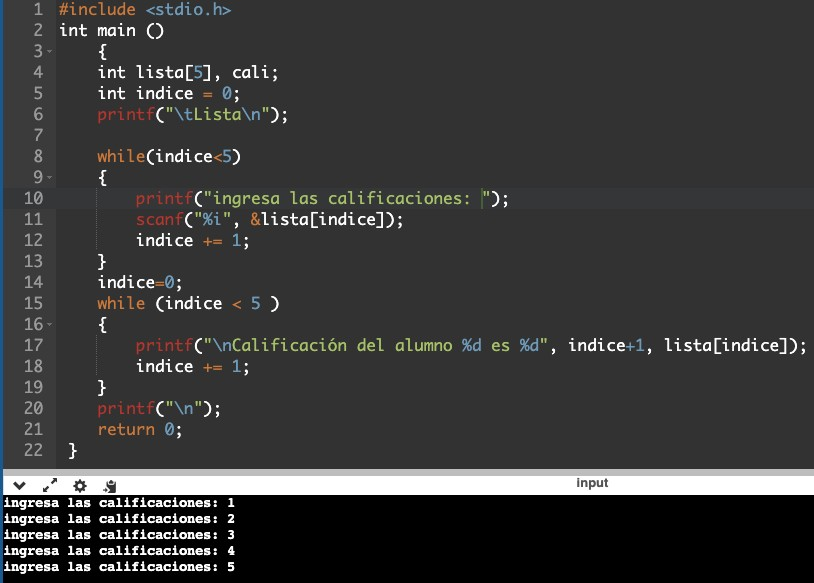 1 #include <stdio.h>
2 int main ()
3 {
4 int lista[5], cali;
5 int indice = 0;
6 printf("\tLista\n");
7
8 while(indice<5)
9 {
10 printf("ingresa las calificaciones: ");
11 scanf("%i", &lista[indice]);
12 indice += 1;
13 }
14 indice=0;
15 while (indice < 5 )
16 {
17 printf("\nCalificación del alumno %d es %d", indice+1, lista[indice]);
18 indice += 1;
19 }
20 printf("\n");
21 return 0;
22 }
input
ingresa las calificaciones: 1
ingresa las calificaciones: 2
ingresa las calificaciones: 3
ingresa las calificaciones: 4
ingresa las calificaciones: 5